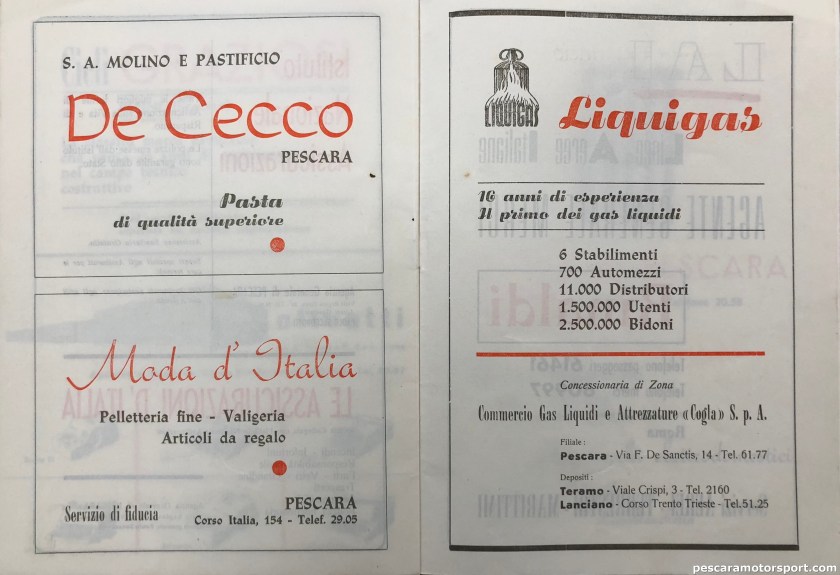 S. A. MOLINO E PASTIFICIO
De Cecco
PESCARA
Pasta
di qualità superiore
Moda d'Italia
Pelletteria fine - Valigeria
Articoli da regalo
Servizio di fiducia
PESCARA
Corso Italia, 154 - Telef. 29.05
LIQUIGAS
Liquigas
16 anni di esperienza
Il primo dei gas liquidi
6 Stabilimenti
700 Automezzi
11.000 Distributori
1.500.000 Utenti
2.500.000 Bidoni
Concessionaria di Zona
Commercio Gas Liquidi e Attrezzature «Cogla» S. p. A.
Filiale:
Pescara - Via F. De Sanctis, 14 - Tel. 61.77
Depositi:
Teramo - Viale Crispi, 3 - Tel. 2160
Lanciano - Corso Trento Trieste - Tel.51.25
pescaramotorsport.com